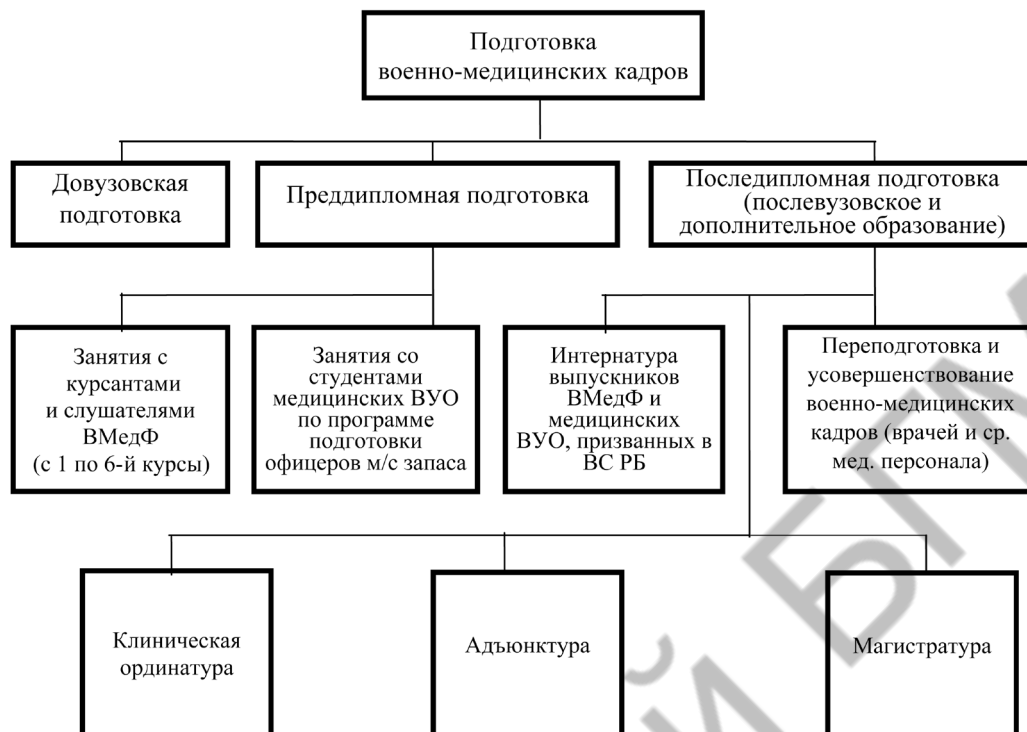 Подготовка
военно-медицинских кадров
Довузовская
подготовка
Преддипломная подготовка
Последипломная подготовка
(послевузовское и
дополнительное образование)
Занятия с
курсантами
и слушателями
ВМедФ
(с 1 по 6-й курсы)
Занятия со
студентами
медицинских ВУО
по программе
подготовки
офицеров м/с запаса
Интернатура
выпускников
ВМедФ и
медицинских
ВУО, призванных в
ВС РБ
Переподготовка и
усовершенствование
военно-медицинских
кадров (врачей и ср.
мед. персонала)
Клиническая
ординатура
Адъюнктура
Магистратура